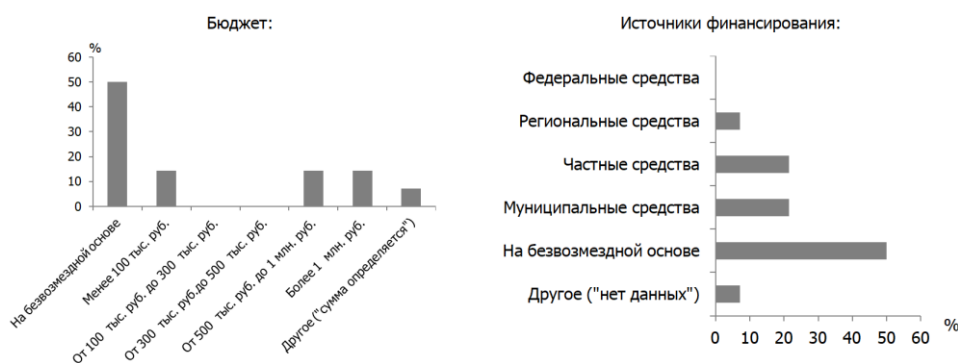 Бюджет:
%
60
50
40
30
20
10
0
На безвозмездной основе
Менее 100 тыс. руб.
От 100 тыс. руб. до 300 тыс. руб.
От 300 тыс. руб.до 500 тыс. руб.
От 500 тыс. руб. до 1 млн. руб.
Более 1 млн. руб.
Другое ("сумма определяется")
Источники финансирования:
Федеральные средства
Региональные средства
Частные средства
Муниципальные средства
На безвозмездной основе
Другое ("нет данных")
0 10 20 30 40 50 60
%